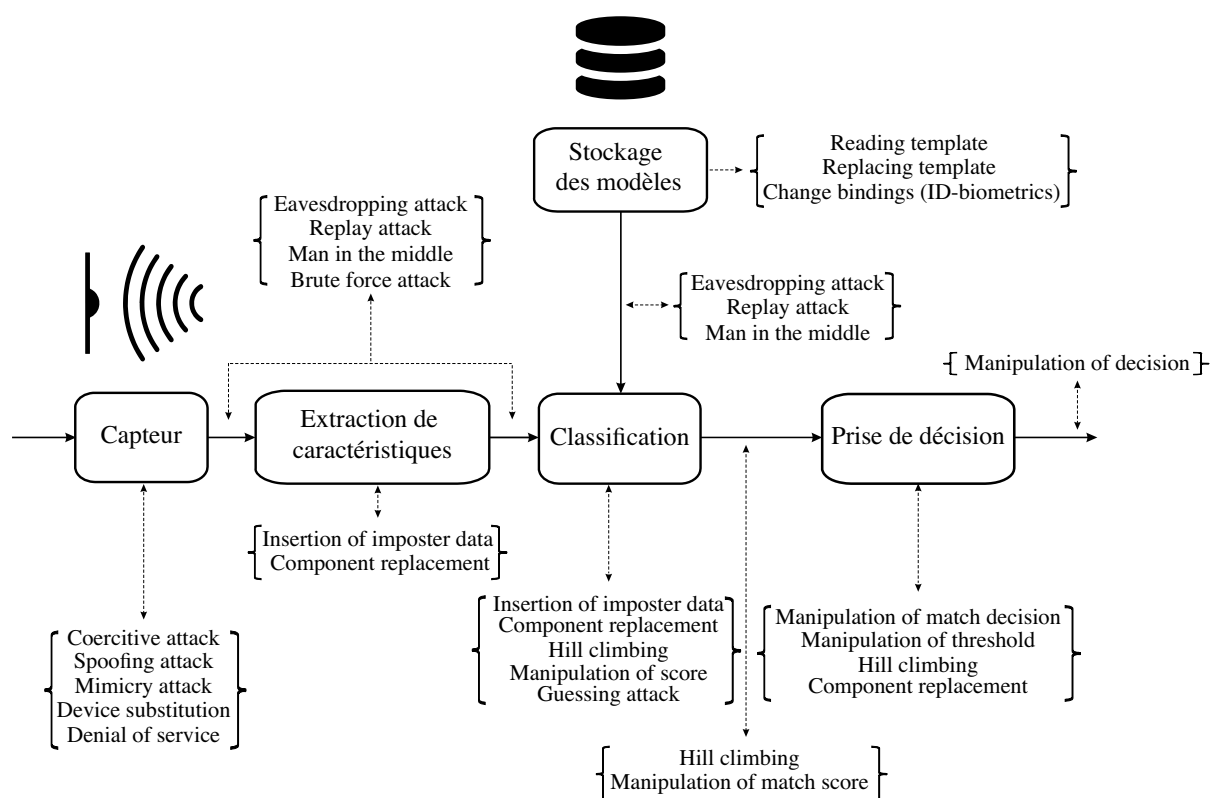 Stockage
des modèles
Reading template
Replacing template
Change bindings (ID-biometrics)
Eavesdropping attack
Replay attack
Man in the middle
Brute force attack
Eavesdropping attack
Replay attack
Man in the middle
Manipulation of decision
Capteur
Extraction de
caractéristiques
Classification
Prise de décision
Insertion of imposter data
Component replacement
Coercitive attack
Spoofing attack
Mimicry attack
Device substitution
Denial of service
Insertion of imposter data
Component replacement
Hill climbing
Manipulation of score
Guessing attack
Manipulation of match decision
Manipulation of threshold
Hill climbing
Component replacement
Hill climbing
Manipulation of match score